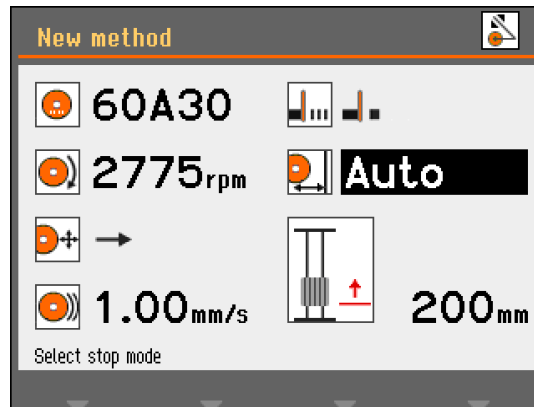 New method
60A30
2775rpm
Auto
1.00mm/s
200mm
Select stop mode